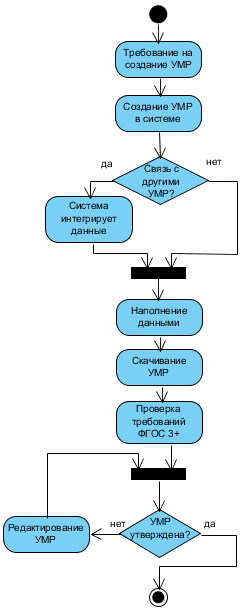 Требование на
создание УМР
Создание УМР
в системе
да
нет
Связь с
другими
УМР?
Система
интегрирует
данные
Наполнение
данными
Скачивание
УМР
Проверка
требований
ФГОС 3+
Редактирование
УМР
нет
УМР
утверждена?
да